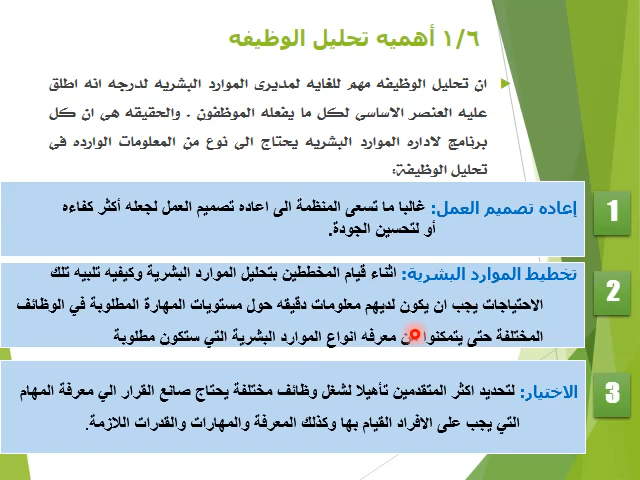 ١/٦ أهميه تحليل الوظيفه
ان تحليل الوظيفه مهم للغايه لمديرى الموارد البشريه لدرجه انه اطلق
عليه العنصر الاساسى لكل ما يفعله الموظفون . والحقيقه هى ان كل
برنامج لاداره الموارد البشريه يحتاج الى نوع من المعلومات الوارده فى
تحليل الوظيفة:
1
إعاده تصميم العمل: غالبا ما تسعى المنظمة الى اعاده تصميم العمل لجعله أكثر كفاءه
أو لتحسين الجودة.
2
تخطيط الموارد البشرية: اثناء قيام المخططين بتحليل الموارد البشرية وكيفيه تلبيه تلك
الاحتياجات يجب ان يكون لديهم معلومات دقيقه حول مستويات المهارة المطلوبة في الوظائف
المختلفة حتى يتمكنوا معرفه انواع الموارد البشرية التي ستكون مطلوبة
3
الاختيار: لتحديد اكثر المتقدمين تأهيلا لشغل وظائف مختلفة يحتاج صانع القرار الي معرفة المهام
التي يجب على الافراد القيام بها وكذلك المعرفة والمهارات والقدرات اللازمة.